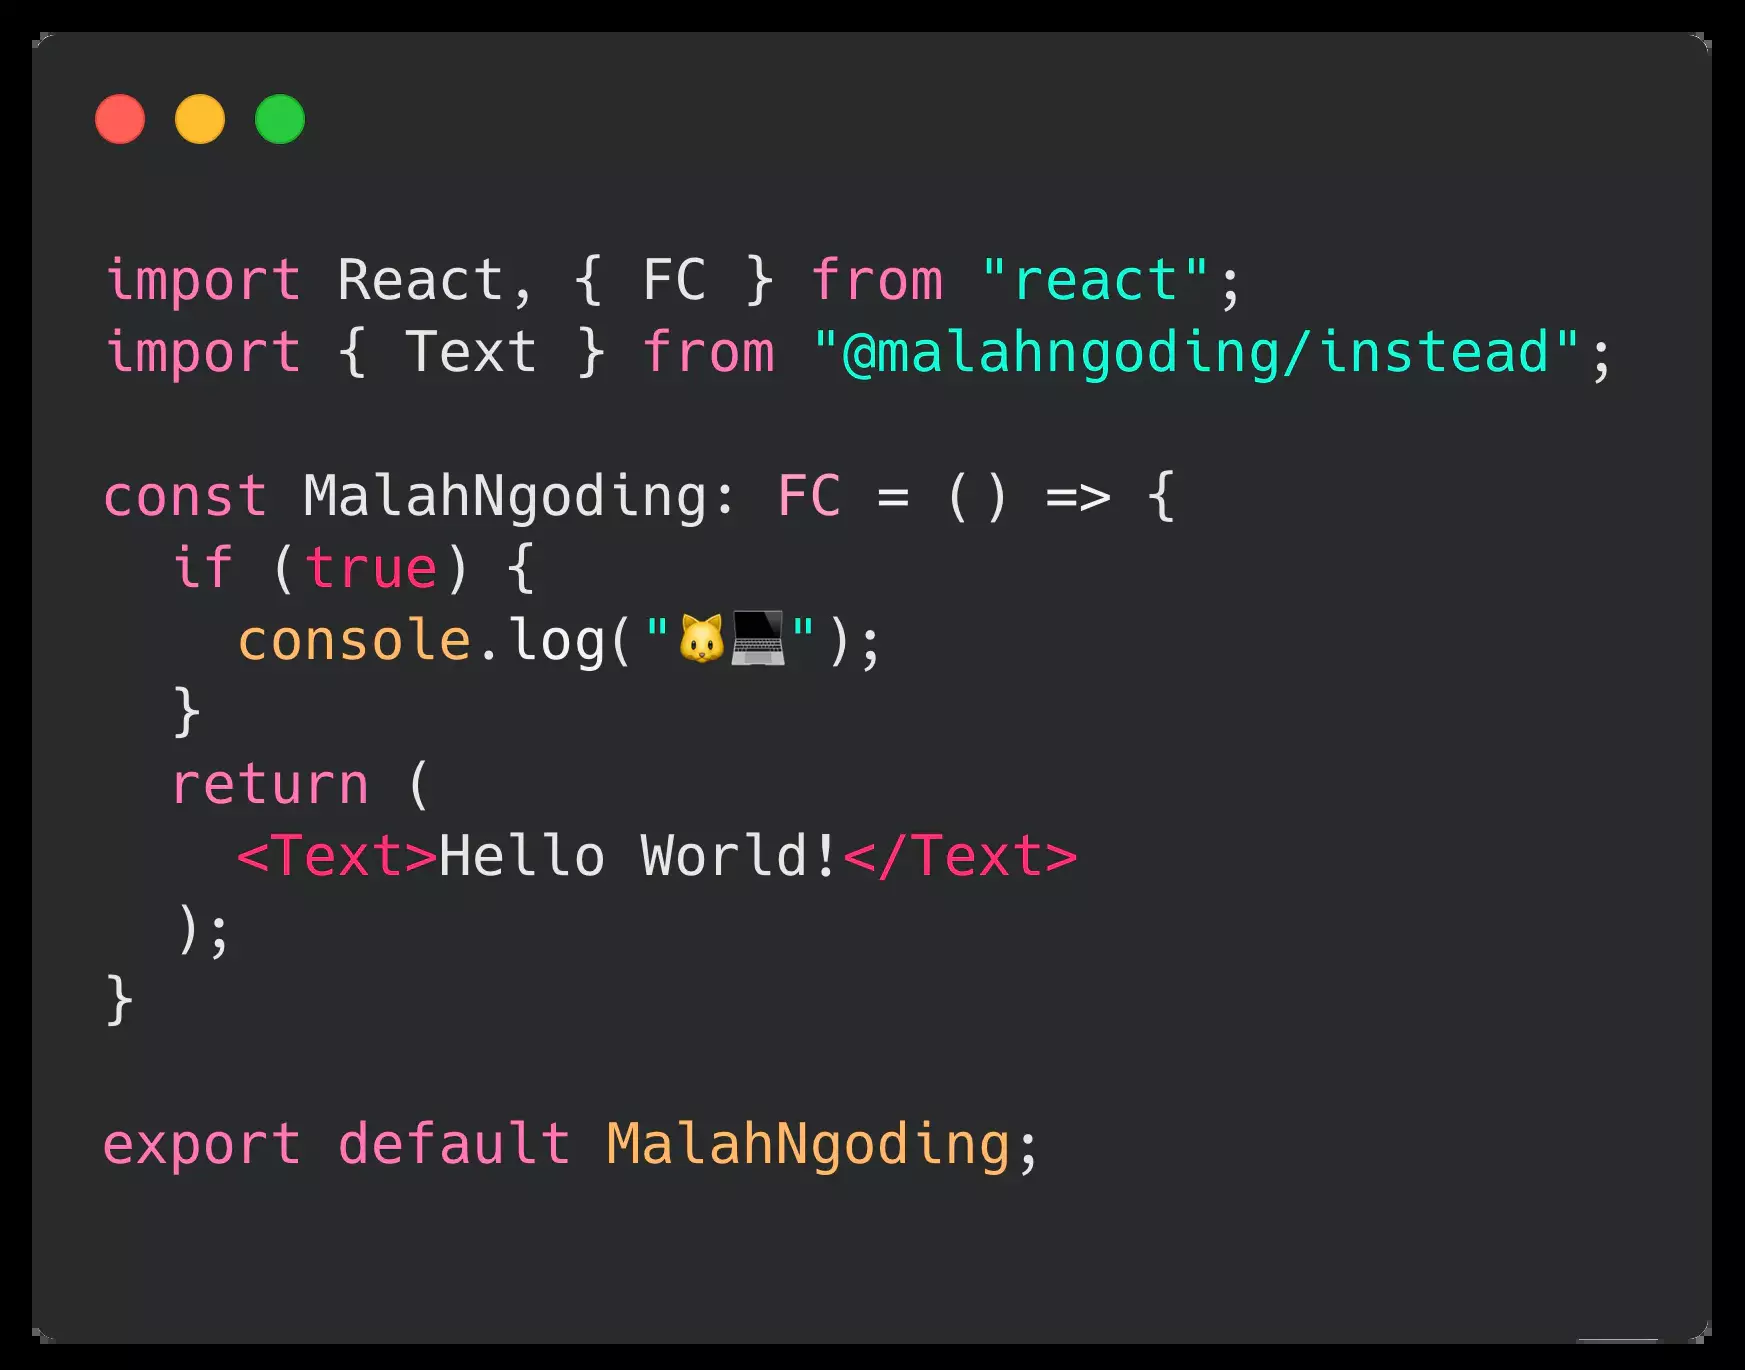 import React, { FC } from "react";
import { Text } from "@malahngoding/instead";
const MalahNgoding: FC = () => {
if (true) {
console.log("🐱💻");
}
return (
<Text>Hello World!</Text>
);
}
export default MalahNgoding;